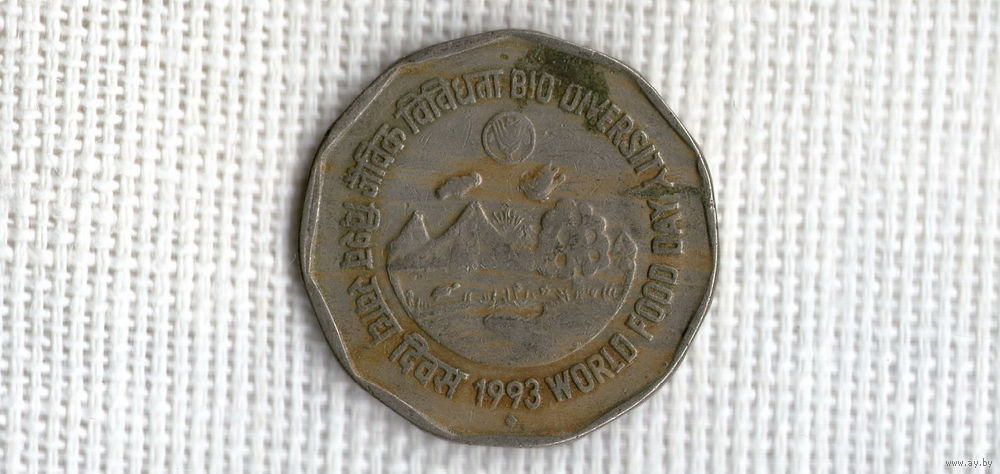 जैविक विविधता BIO DIVERSITY
विश्व खाद्य दिवस 1993 WORLD FOOD DAY
www.ay.by